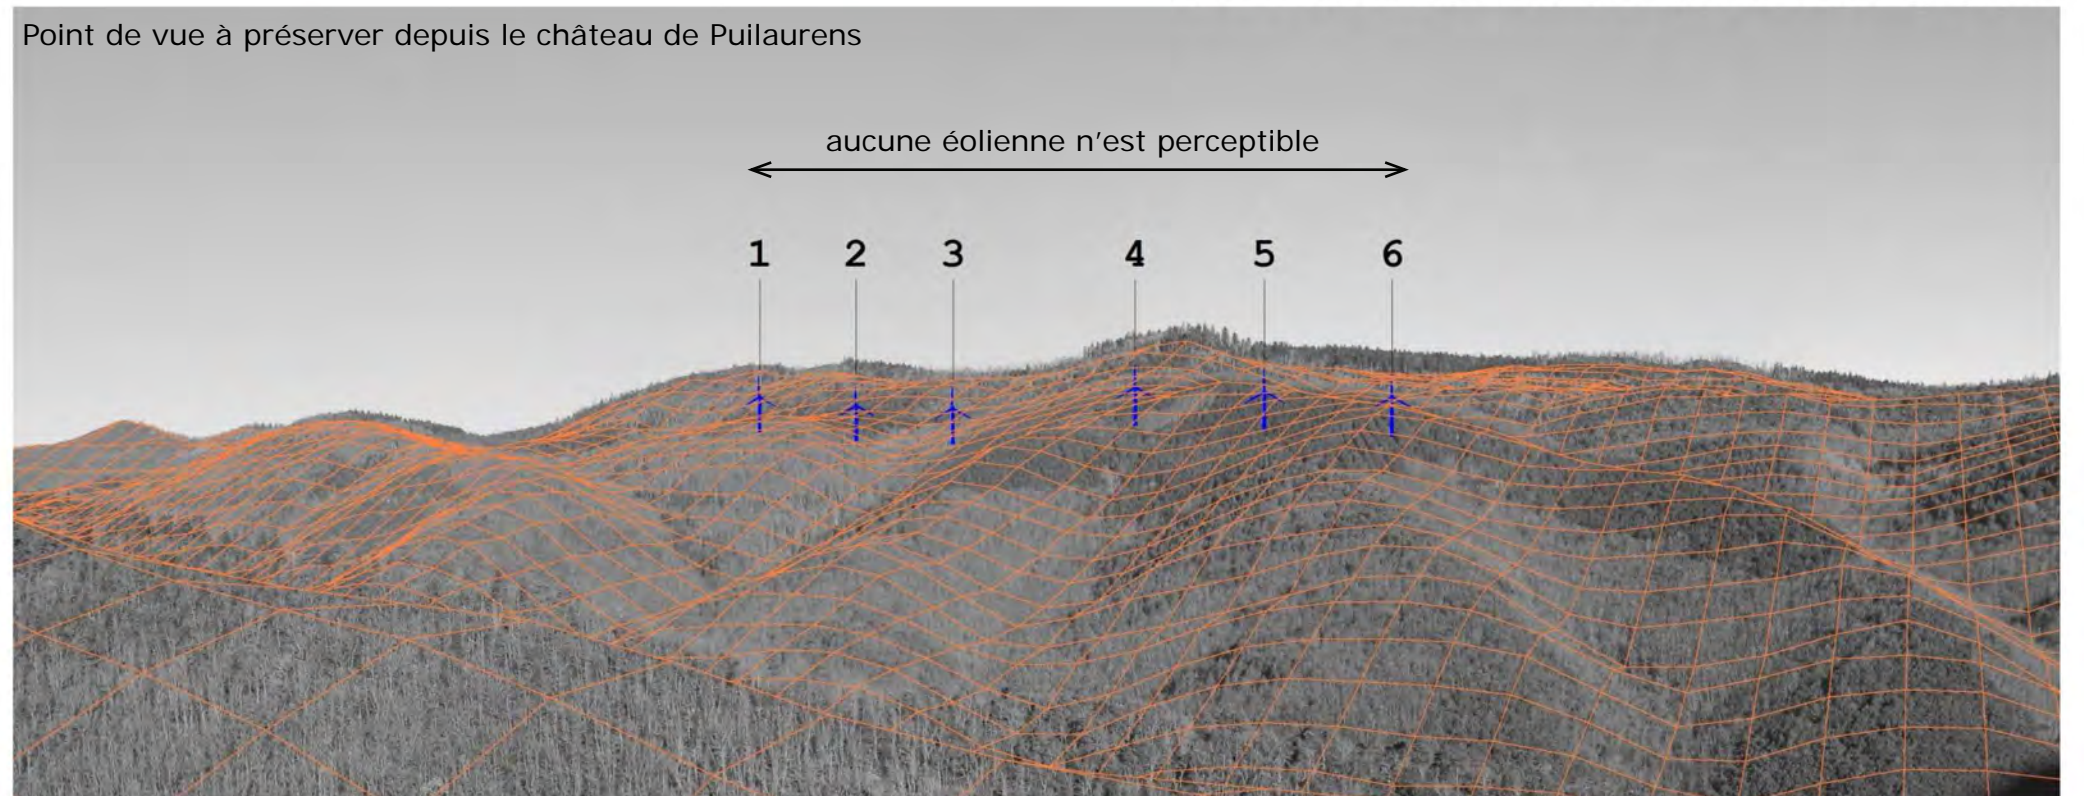 Point de vue à préserver depuis le château de Puilaurens
aucune éolienne n'est perceptible
1 2 3 4 5 6